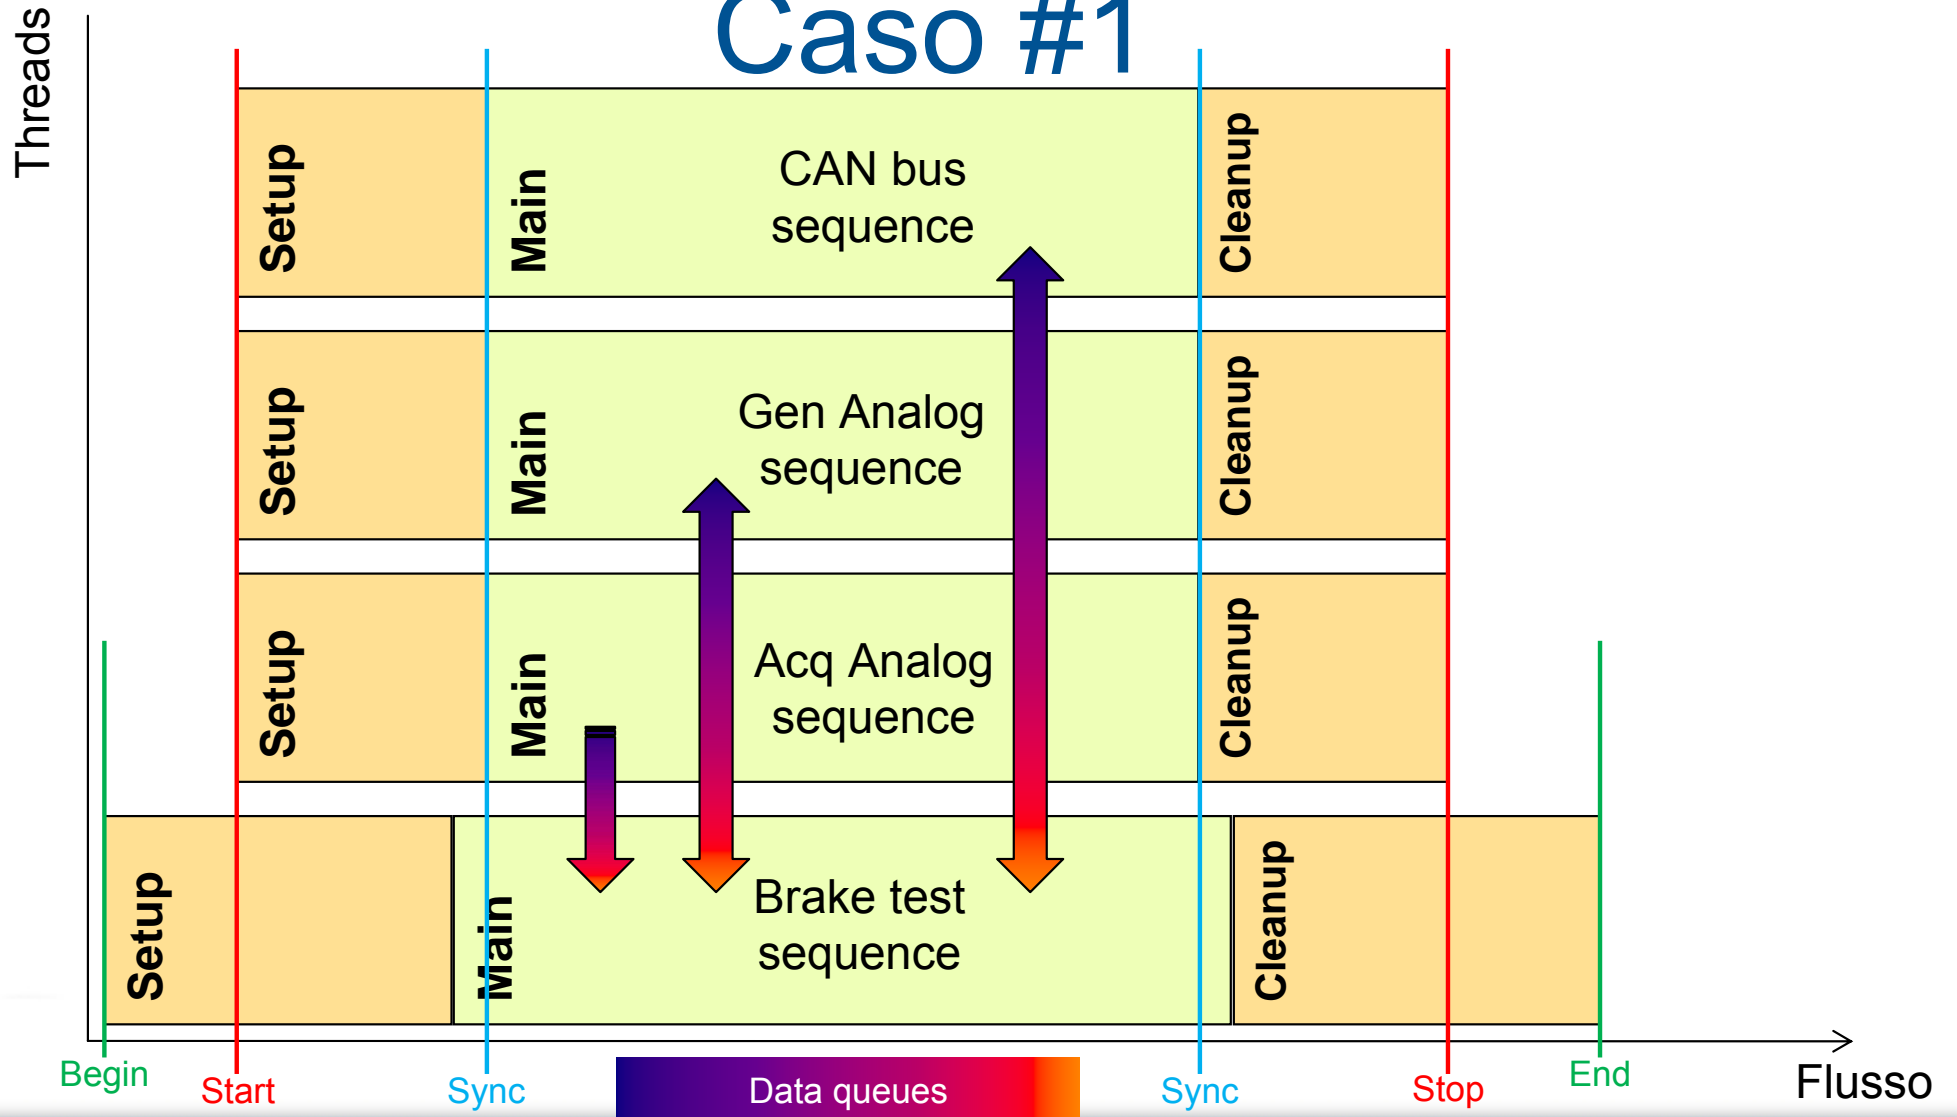 Caso #1
Threads
Setup
Main
CAN bus
sequence
Cleanup
Setup
Main
Gen Analog
sequence
Cleanup
Setup
Main
Acq Analog
sequence
Cleanup
Setup
Main
Brake test
sequence
Cleanup
Begin
Start
Sync
Data queues
Sync
Stop
End
Flusso